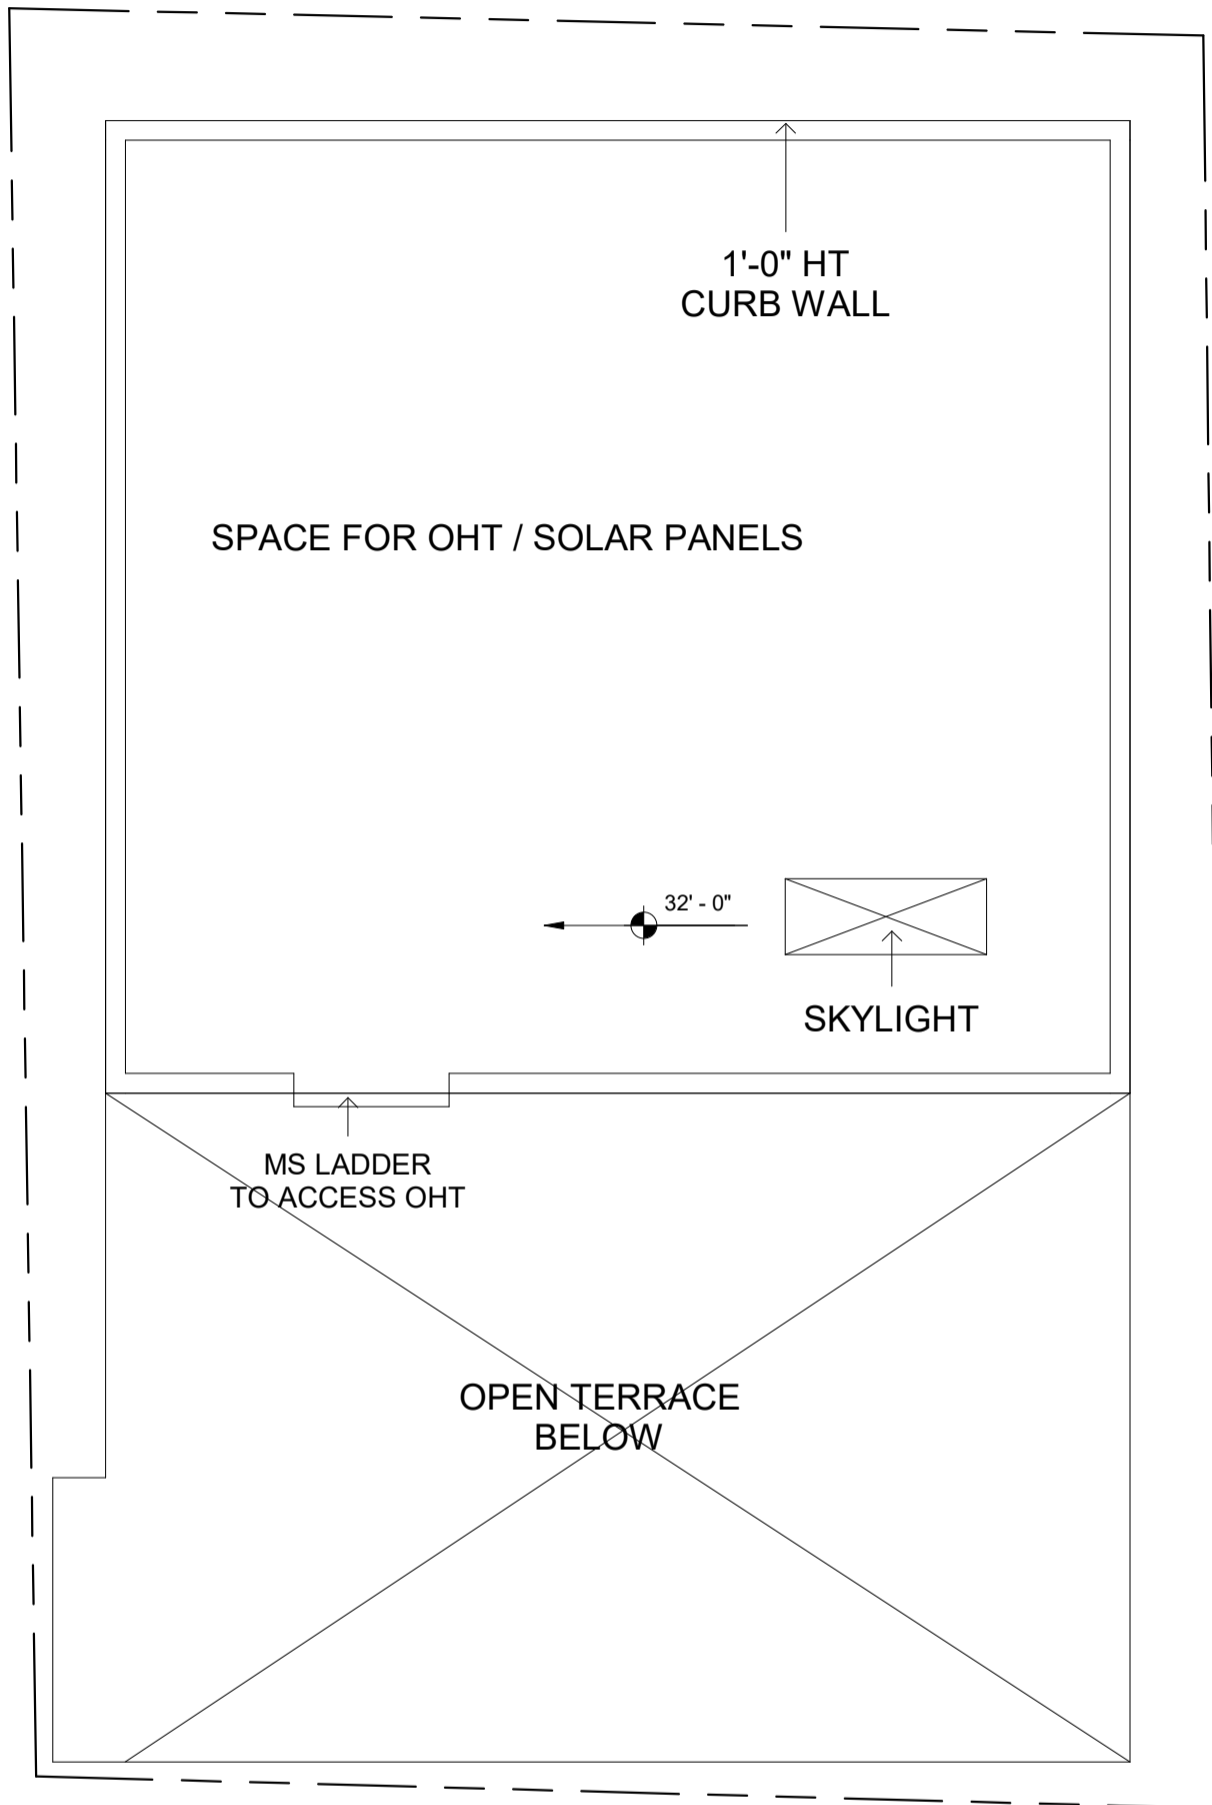 1'-0" HT
CURB WALL
SPACE FOR OHT / SOLAR PANELS
32' - 0"
SKYLIGHT
MS LADDER
TO ACCESS OHT
OPEN TERRACE
BELOW